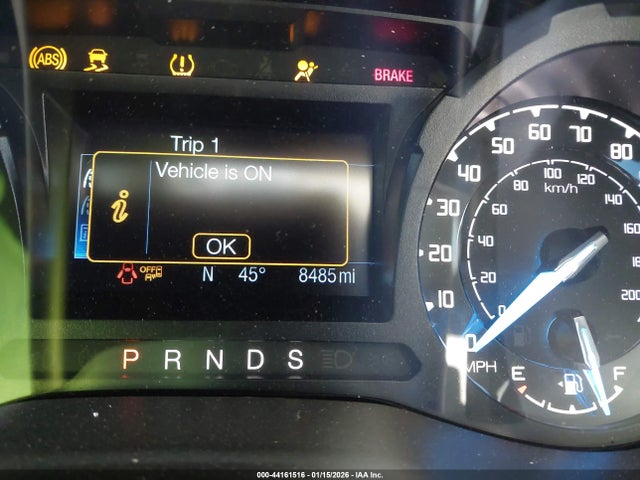 ABS
BRAKE
Trip 1
Vehicle is ON
i
OK
OFF
N 45° 8485 mi
P R N D S
0 10 20 30 40 50 60 70 80
MPH
0 20 40 60 80 100 120 140 160
km/h
200
E F
000-44161516 - 01/15/2026 - © IAA Inc.